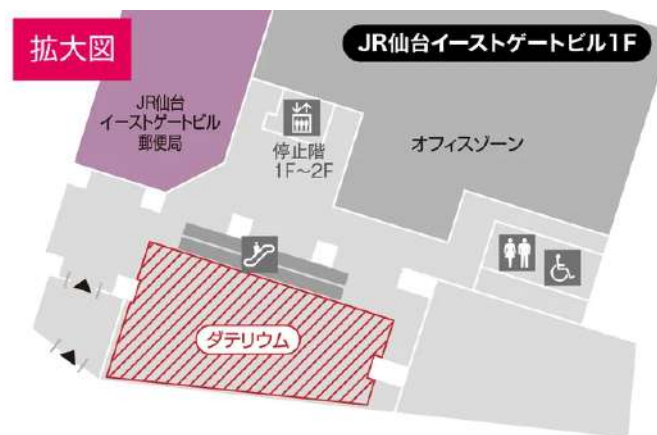 拡大図
JR仙台イーストゲートビル1F
JR仙台
イーストゲートビル
郵便局
停止階
1F～2F
オフィスゾーン
ダテリウム